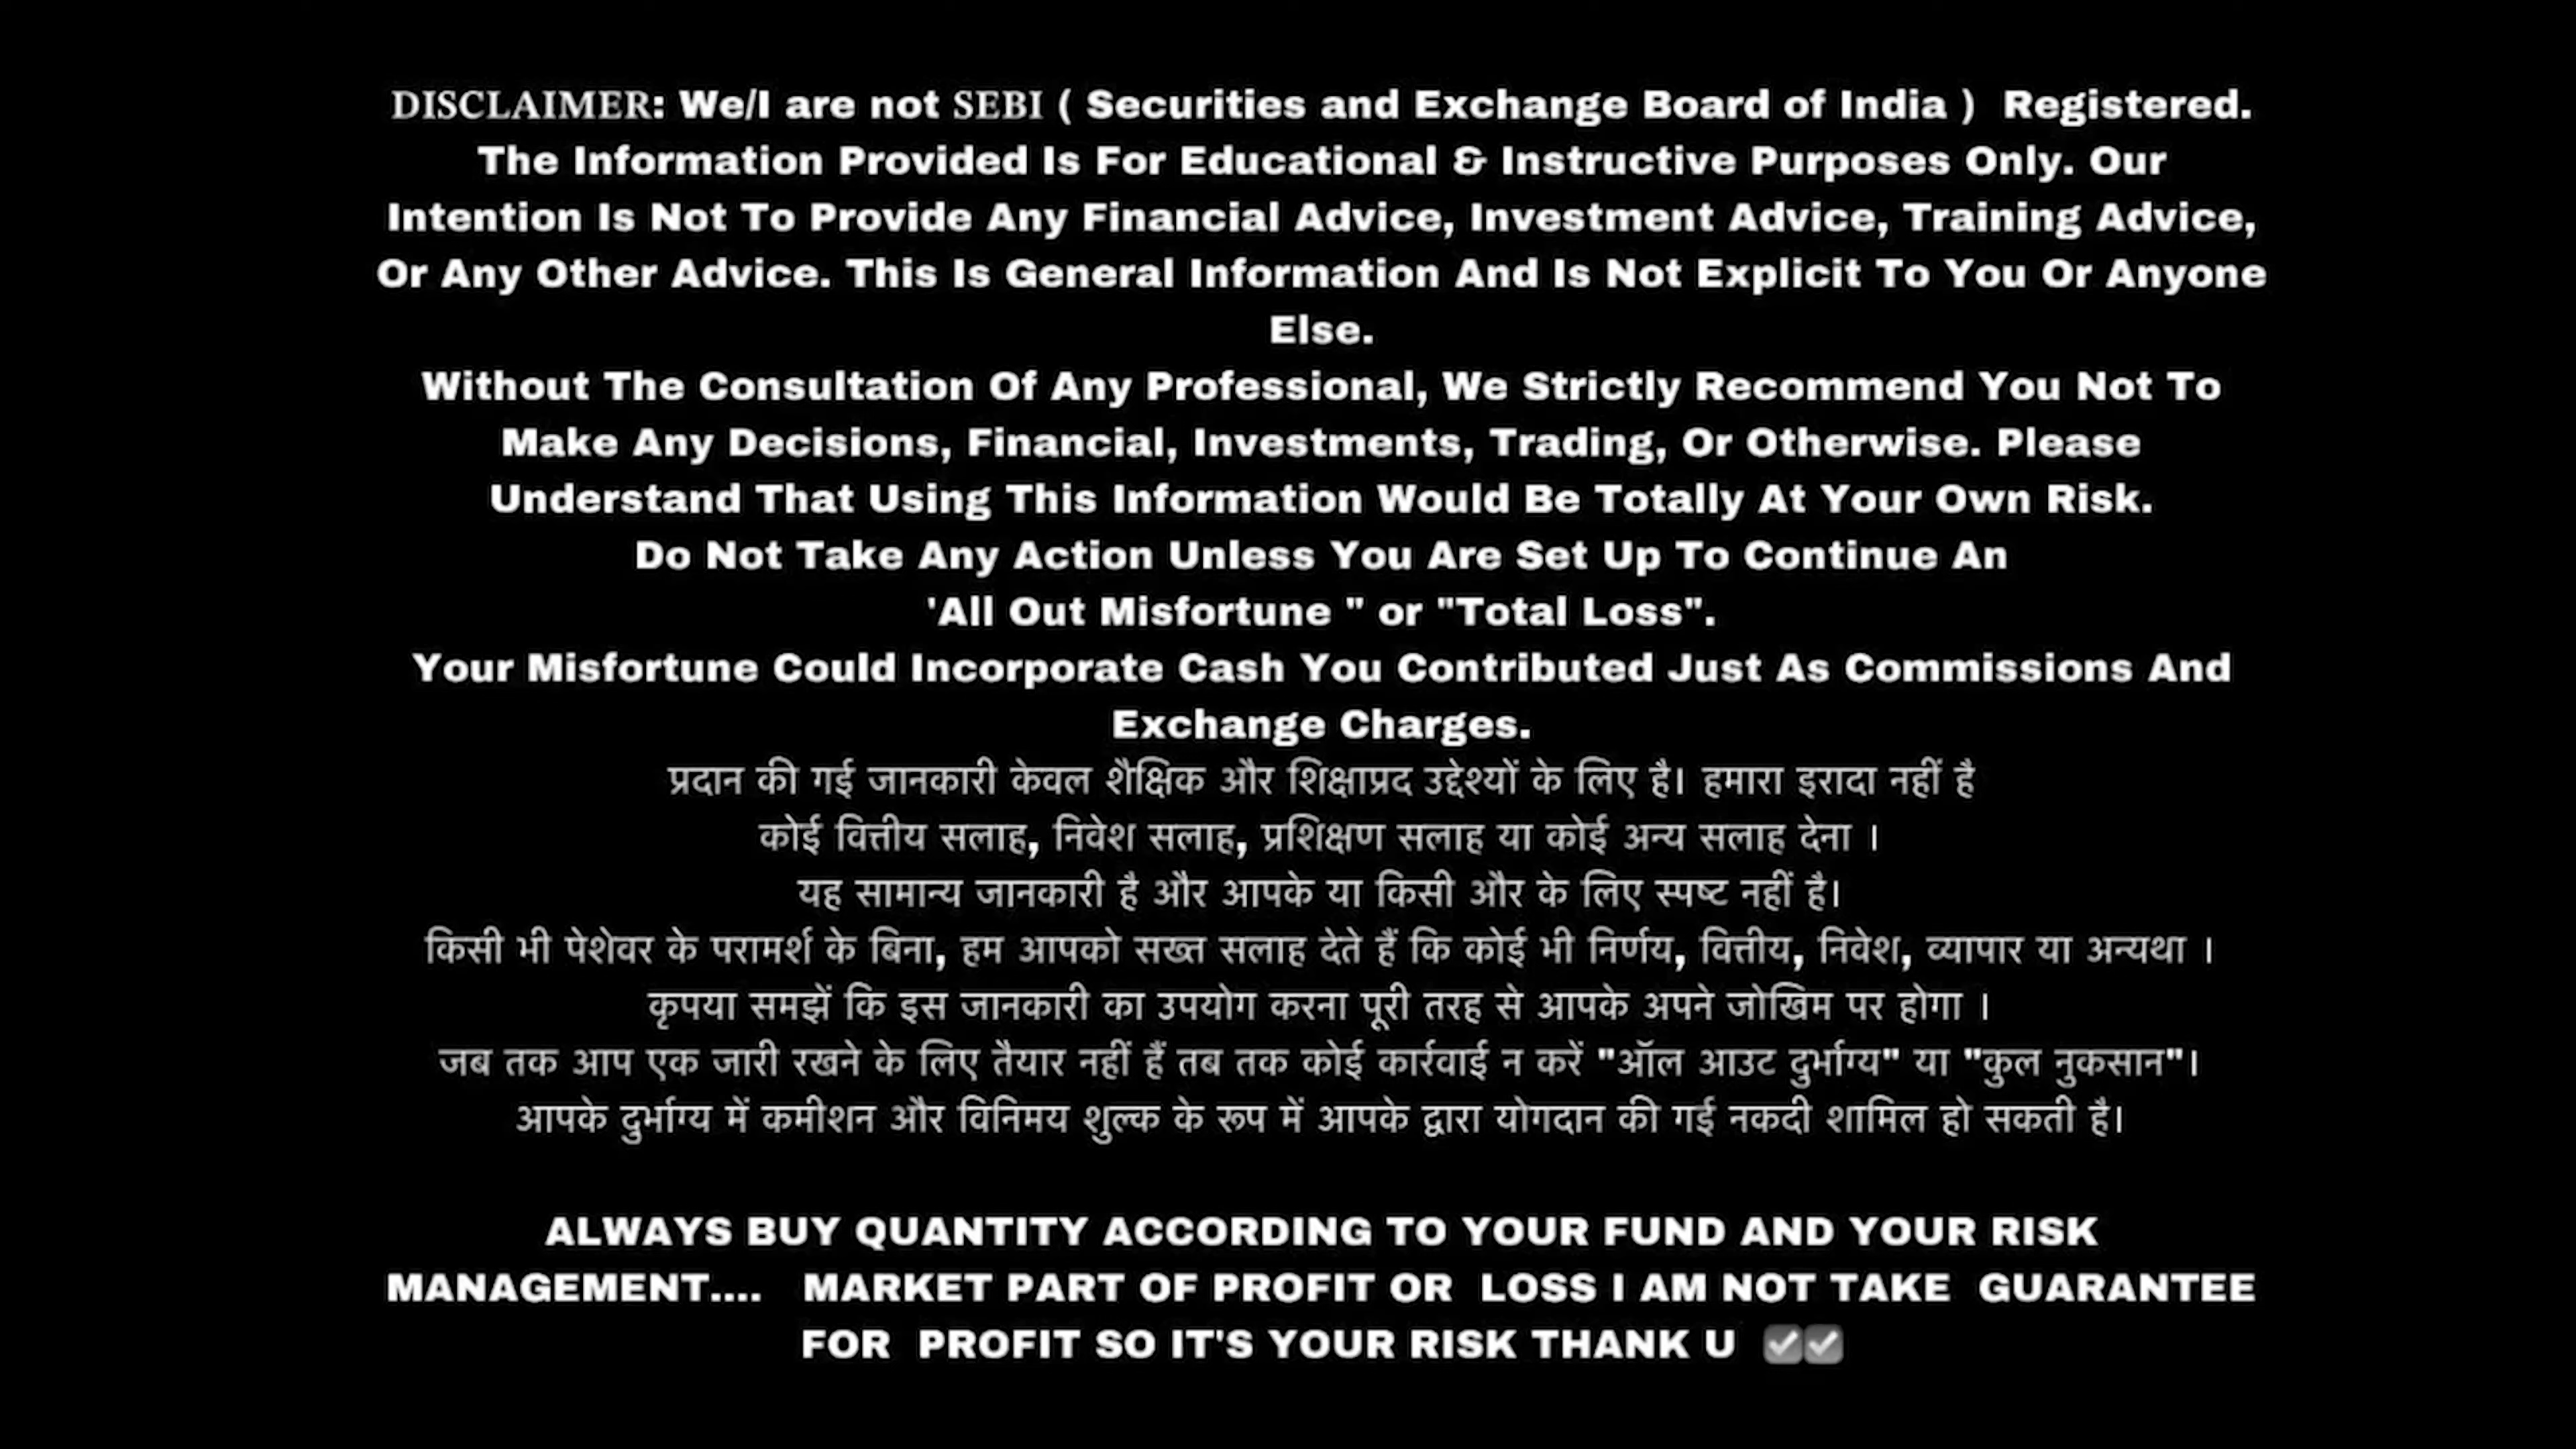 DISCLAIMER: We/I are not SEBI ( Securities and Exchange Board of India )  Registered.
The Information Provided Is For Educational & Instructive Purposes Only. Our
Intention Is Not To Provide Any Financial Advice, Investment Advice, Training Advice,
Or Any Other Advice. This Is General Information And Is Not Explicit To You Or Anyone
Else.
Without The Consultation Of Any Professional, We Strictly Recommend You Not To
Make Any Decisions, Financial, Investments, Trading, Or Otherwise. Please
Understand That Using This Information Would Be Totally At Your Own Risk.
Do Not Take Any Action Unless You Are Set Up To Continue An
'All Out Misfortune " or "Total Loss".
Your Misfortune Could Incorporate Cash You Contributed Just As Commissions And
Exchange Charges.
प्रदान की गई जानकारी केवल शैक्षिक और शिक्षाप्रद उद्देश्यों के लिए है। हमारा इरादा नहीं है
कोई वित्तीय सलाह, निवेश सलाह, प्रशिक्षण सलाह या कोई अन्य सलाह देना ।
यह सामान्य जानकारी है और आपके या किसी और के लिए स्पष्ट नहीं है।
किसी भी पेशेवर के परामर्श के बिना, हम आपको सख्त सलाह देते हैं कि कोई भी निर्णय, वित्तीय, निवेश, व्यापार या अन्यथा ।
कृपया समझें कि इस जानकारी का उपयोग करना पूरी तरह से आपके अपने जोखिम पर होगा ।
जब तक आप एक जारी रखने के लिए तैयार नहीं हैं तब तक कोई कार्रवाई न करें "ऑल आउट दुर्भाग्य" या "कुल नुकसान"।
आपके दुर्भाग्य में कमीशन और विनिमय शुल्क के रूप में आपके द्वारा योगदान की गई नकदी शामिल हो सकती है।
ALWAYS BUY QUANTITY ACCORDING TO YOUR FUND AND YOUR RISK
MANAGEMENT....   MARKET PART OF PROFIT OR  LOSS I AM NOT TAKE  GUARANTEE
FOR  PROFIT SO IT'S YOUR RISK THANK U ☑☑